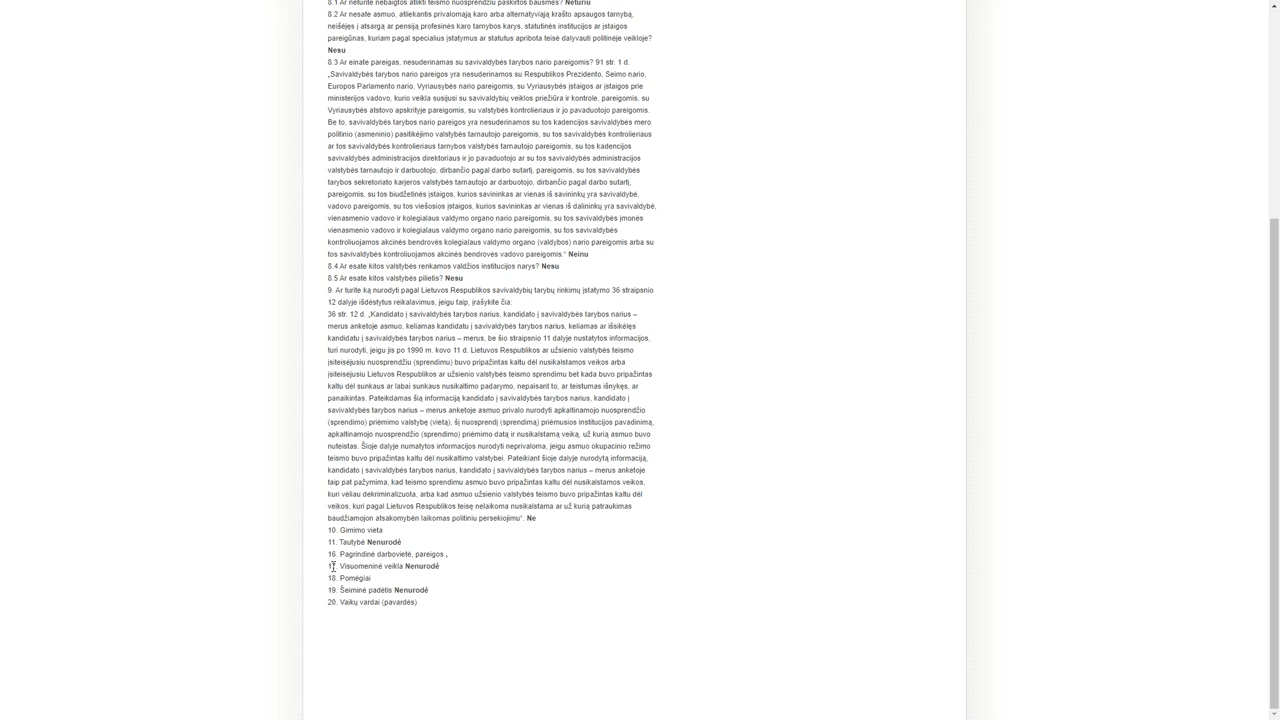 8.1 Ar neturite nebaigtos atlikti teismo nuosprendžiu paskirtos bausmės? Neturiu
8.2 Ar nesate asmuo, atliekantis privalomąją karo arba alternatyviąją krašto apsaugos tarnybą,
neišėjęs į atsargą ar pensiją profesinės karo tarnybos karys, statutinės institucijos ar įstaigos
pareigūnas, kuriam pagal specialius įstatymus ar statutus apribota teisė dalyvauti politinėje veikloje?
Nesu
8.3 Ar einate pareigas, nesuderinamas su savivaldybės tarybos nario pareigomis? 91 str. 1 d.
„Savivaldybės tarybos nario pareigos yra nesuderinamos su Respublikos Prezidento, Seimo nario,
Europos Parlamento nario, Vyriausybės nario pareigomis, su Vyriausybės įstaigos ar įstaigos prie
ministerijos vadovo, kurio veikla susijusi su savivaldybių veiklos priežiūra ir kontrole, pareigomis, su
Vyriausybės atstovo apskrityje pareigomis, su valstybės kontrolieriaus ir jo pavaduotojo pareigomis.
Be to, savivaldybės tarybos nario pareigos yra nesuderinamos su tos kadencijos savivaldybės mero
politinio (asmeninio) pasitikėjimo valstybės tarnautojo pareigomis, su tos savivaldybės kontrolieriaus
ar tos savivaldybės kontrolieriaus tarnybos valstybės tarnautojo pareigomis, su tos kadencijos
savivaldybės administracijos direktoriaus ir jo pavaduotojo ar su tos savivaldybės administracijos
valstybės tarnautojo ir darbuotojo, dirbančio pagal darbo sutartį, pareigomis, su tos savivaldybės
tarybos sekretoriato karjeros valstybės tarnautojo ar darbuotojo, dirbančio pagal darbo sutartį,
pareigomis, su tos biudžetinės įstaigos, kurios savininkas ar vienas iš savininkų yra savivaldybė,
vadovo pareigomis, su tos viešosios įstaigos, kurios savininkas ar vienas iš dalininkų yra savivaldybė,
vienasmenio vadovo ir kolegialaus valdymo organo nario pareigomis, su tos savivaldybės įmonės
vienasmenio vadovo ir kolegialaus valdymo organo nario pareigomis, su tos savivaldybės
kontroliuojamos akcinės bendrovės kolegialaus valdymo organo (valdybos) nario pareigomis arba su
tos savivaldybės kontroliuojamos akcinės bendrovės vadovo pareigomis.“ Neinu
8.4 Ar esate kitos valstybės renkamos valdžios institucijos narys? Nesu
8.5 Ar esate kitos valstybės pilietis? Nesu
9. Ar turite ką nurodyti pagal Lietuvos Respublikos savivaldybių tarybų rinkimų įstatymo 36 straipsnio
12 dalyje išdėstytus reikalavimus, jeigu taip, įrašykite čia:
36 str. 12 d. „Kandidato į savivaldybės tarybos narius, kandidato į savivaldybės tarybos narius –
merus anketoje asmuo, keliamas kandidatu į savivaldybės tarybos narius, keliamas ar išsikėlęs
kandidatu į savivaldybės tarybos narius – merus, be šio straipsnio 11 dalyje nustatytos informacijos,
turi nurodyti, jeigu jis po 1990 m. kovo 11 d. Lietuvos Respublikos ar užsienio valstybės teismo
įsiteisėjusiu nuosprendžiu (sprendimu) buvo pripažintas kaltu dėl nusikalstamos veikos arba
įsiteisėjusiu Lietuvos Respublikos ar užsienio valstybės teismo sprendimu bet kada buvo pripažintas
kaltu dėl sunkaus ar labai sunkaus nusikaltimo padarymo, nepaisant to, ar teistumas išnykęs, ar
panaikintas. Pateikdamas šią informaciją kandidato į savivaldybės tarybos narius, kandidato į
savivaldybės tarybos narius – merus anketoje asmuo privalo nurodyti apkaltinamojo nuosprendžio
(sprendimo) priėmimo valstybę (vietą), šį nuosprendį (sprendimą) priėmusios institucijos pavadinimą,
apkaltinamojo nuosprendžio (sprendimo) priėmimo datą ir nusikalstamą veiką, už kurią asmuo buvo
nuteistas. Šioje dalyje numatytos informacijos nurodyti neprivaloma, jeigu asmuo okupacinio režimo
teismo buvo pripažintas kaltu dėl nusikaltimo valstybei. Pateikiant šioje dalyje nurodytą informaciją,
kandidato į savivaldybės tarybos narius, kandidato į savivaldybės tarybos narius – merus anketoje
taip pat pažymima, kad teismo sprendimu asmuo buvo pripažintas kaltu dėl nusikalstamos veikos,
kuri vėliau dekriminalizuota, arba kad asmuo užsienio valstybės teismo buvo pripažintas kaltu dėl
veikos, kuri pagal Lietuvos Respublikos teisę nelaikoma nusikalstama ar už kurią patraukimas
baudžiamojon atsakomybėn laikomas politiniu persekiojimu“. Ne
10. Gimimo vieta
11. Tautybė Nenurodė
16. Pagrindinė darbovietė, pareigos ,
17. Visuomeninė veikla Nenurodė
18. Pomėgiai
19. Šeiminė padėtis Nenurodė
20. Vaikų vardai (pavardės)